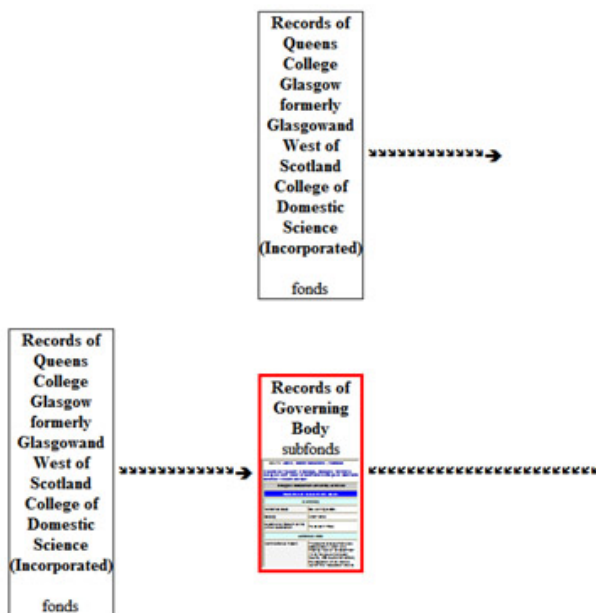 Records of
Queens
College
Glasgow
formerly
Glasgowand
West of
Scotland
College of
Domestic
Science
(Incorporated)
fonds
Records of
Queens
College
Glasgow
formerly
Glasgowand
West of
Scotland
College of
Domestic
Science
(Incorporated)
fonds
Records of
Governing
Body
subfonds